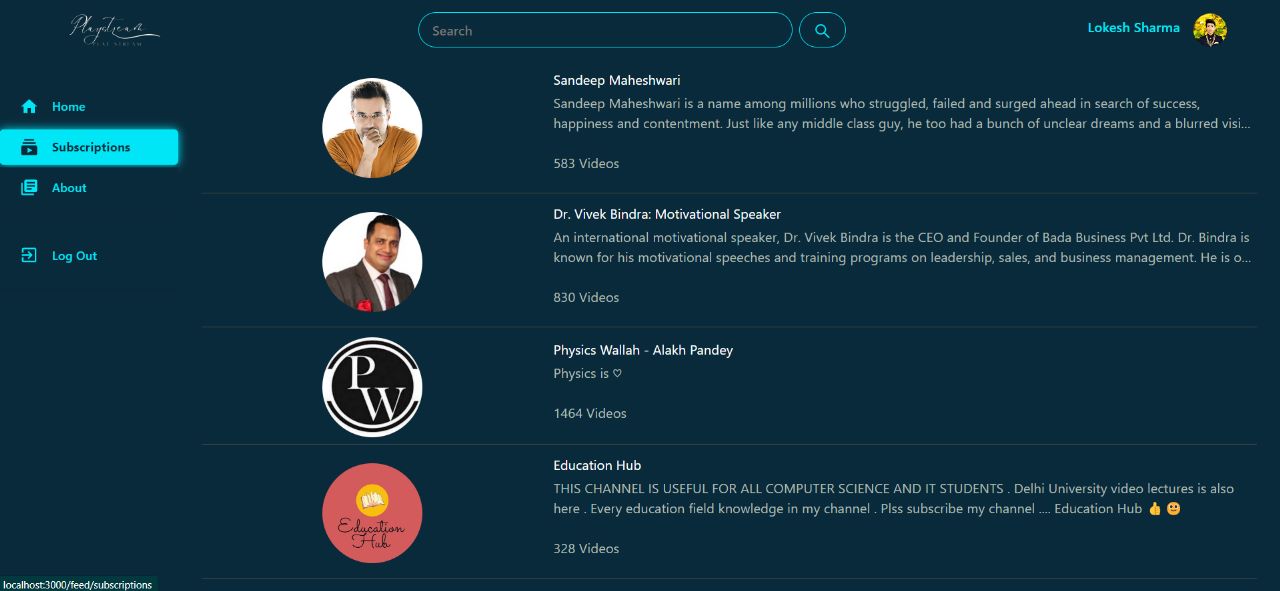 Playstream
Search
Lokesh Sharma
Home
Subscriptions
About
Log Out
Sandeep Maheshwari
Sandeep Maheshwari is a name among millions who struggled, failed and surged ahead in search of success,
happiness and contentment. Just like any middle class guy, he too had a bunch of unclear dreams and a blurred visi...
583 Videos
Dr. Vivek Bindra: Motivational Speaker
An international motivational speaker, Dr. Vivek Bindra is the CEO and Founder of Bada Business Pvt Ltd. Dr. Bindra is
known for his motivational speeches and training programs on leadership, sales, and business management. He is o...
830 Videos
PW
Physics Wallah - Alakh Pandey
Physics is ♡
1464 Videos
Education
Hub
Education Hub
THIS CHANNEL IS USEFUL FOR ALL COMPUTER SCIENCE AND IT STUDENTS . Delhi University video lectures is also
here . Every education field knowledge in my channel . Plss subscribe my channel .... Education Hub 👍 🙂
328 Videos
localhost:3000/feed/subscriptions